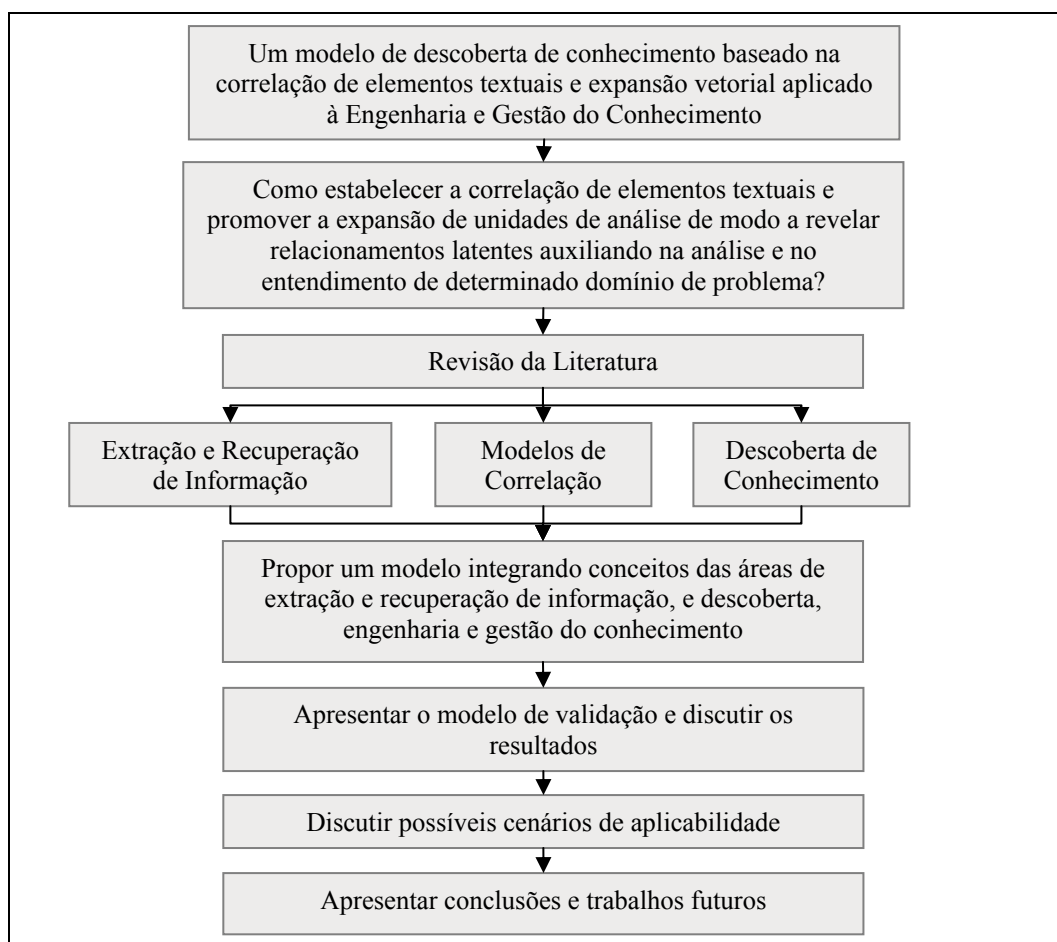 Um modelo de descoberta de conhecimento baseado na
correlação de elementos textuais e expansão vetorial aplicado
à Engenharia e Gestão do Conhecimento
Como estabelecer a correlação de elementos textuais e
promover a expansão de unidades de análise de modo a revelar
relacionamentos latentes auxiliando na análise e no
entendimento de determinado domínio de problema?
Revisão da Literatura
Extração e Recuperação
de Informação
Modelos de
Correlação
Descoberta de
Conhecimento
Propor um modelo integrando conceitos das áreas de
extração e recuperação de informação, e descoberta,
engenharia e gestão do conhecimento
Apresentar o modelo de validação e discutir os
resultados
Discutir possíveis cenários de aplicabilidade
Apresentar conclusões e trabalhos futuros